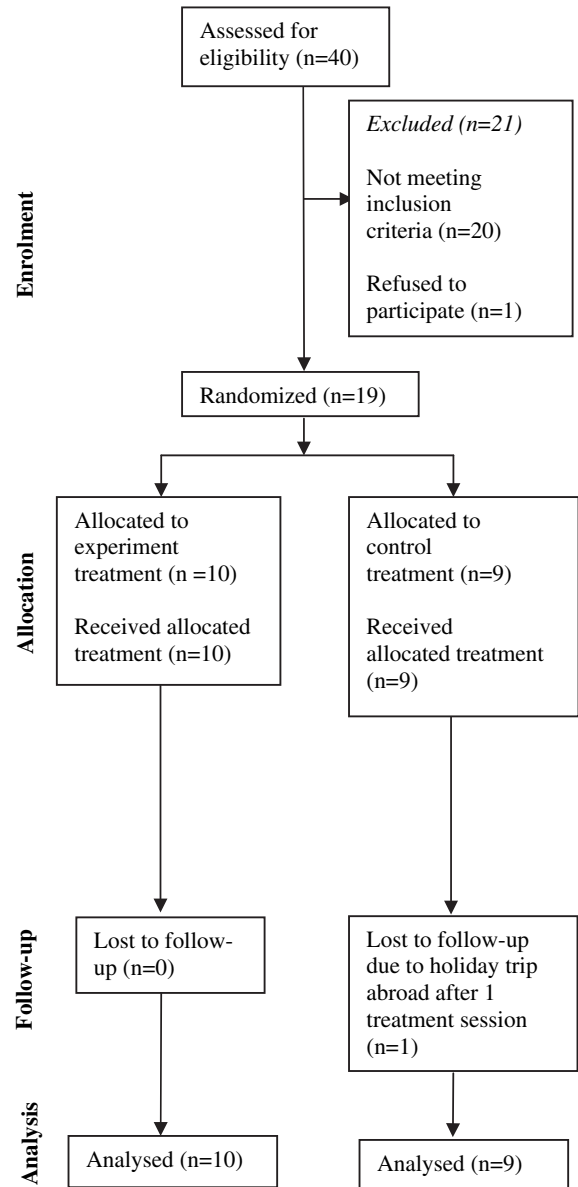 Assessed for
eligibility (n=40)
Excluded (n=21)
Not meeting
inclusion
criteria (n=20)
Refused to
participate (n=1)
Enrolment
Randomized (n=19)
Allocated to
experiment
treatment (n =10)
Received allocated
treatment (n=10)
Allocated to
control
treatment (n=9)
Received
allocated treatment
(n=9)
Allocation
Lost to follow-
up (n=0)
Lost to follow-up
due to holiday trip
abroad after 1
treatment session
(n=1)
Follow-up
Analysed (n=10)
Analysed (n=9)
Analysis